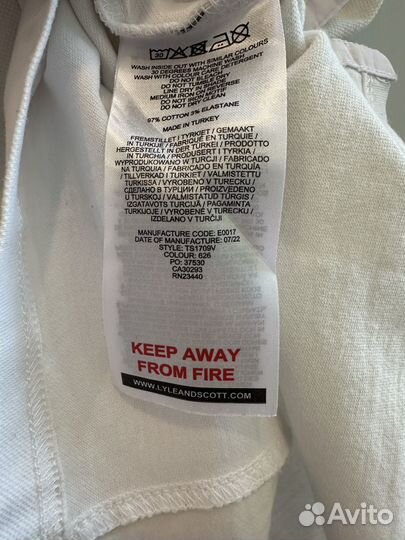 30
WASH INSIDE OUT WITH SIMILAR COLOURS
30 DEGREES MACHINE WASH
WASH WITH COLOUR CARE DETERGENT
DO NOT BLEACH
DO NOT TUMBLE DRY
LINE DRY IN SHADE
MEDIUM IRON ON REVERSE
DO NOT DRY CLEAN
97% COTTON 3% ELASTANE
MADE IN TURKEY
FREMSTILLET I TYRKIET / GEMAAKT
IN TURKIJE / FABRIQUÉ EN TURQUIE /
HERGESTELLT IN DER TÜRKEI / PRODOTTO
IN TURCHIA / PRODUSERT I TYRKIA /
WYPRODUKOWANO W TURCJI / FABRICADO
NA TURQUIA / FABRICADO EN TURQUÍA
/ TILLVERKAD I TURKIET / VALMISTETTU
TURKISSA / VYROBENO V TURECKU /
СДЕЛАНО В ТУРЦИИ / PROIZVEDENO
U TURSKOJ / VALMISTATUD TÜRGIS /
IZGATAVOTS TURCIJĀ / PAGAMINTA
TURKIJOJE / VYROBENÉ V TURECKU /
IZDELANO V TURČIJI
MANUFACTURE CODE: E0017
DATE OF MANUFACTURE: 07/22
STYLE: TS1709V
COLOUR: 626
PO: 37530
CA30293
RN23440
KEEP AWAY
FROM FIRE
WWW.LYLEANDSCOTT.COM
Avito